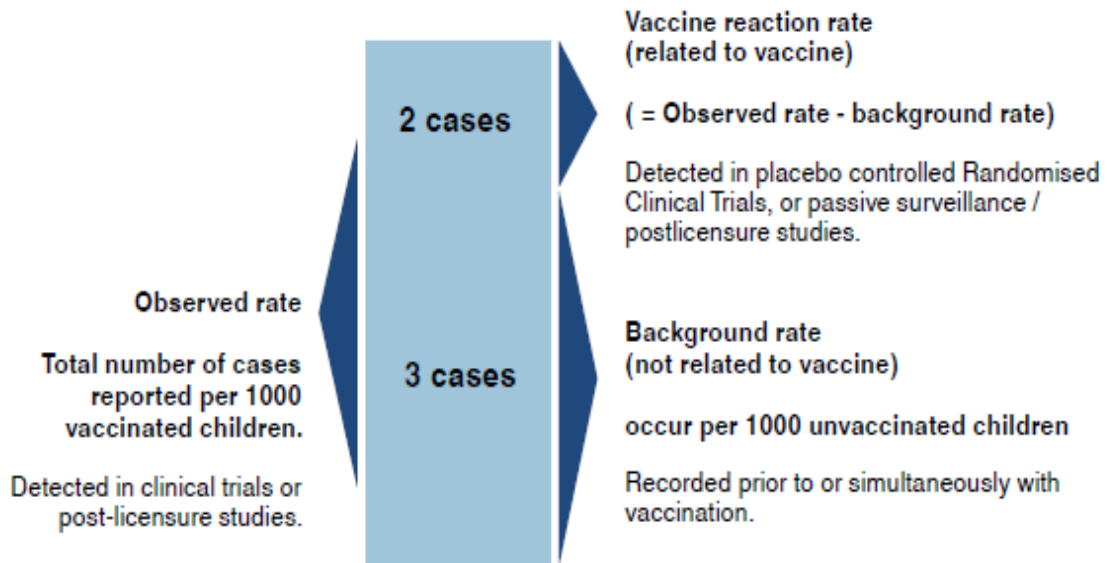 Vaccine reaction rate
(related to vaccine)
( = Observed rate - background rate)
Detected in placebo controlled Randomised
Clinical Trials, or passive surveillance /
postlicensure studies.
2 cases
Observed rate
Total number of cases
reported per 1000
vaccinated children.
Detected in clinical trials or
post-licensure studies.
3 cases
Background rate
(not related to vaccine)
occur per 1000 unvaccinated children
Recorded prior to or simultaneously with
vaccination.